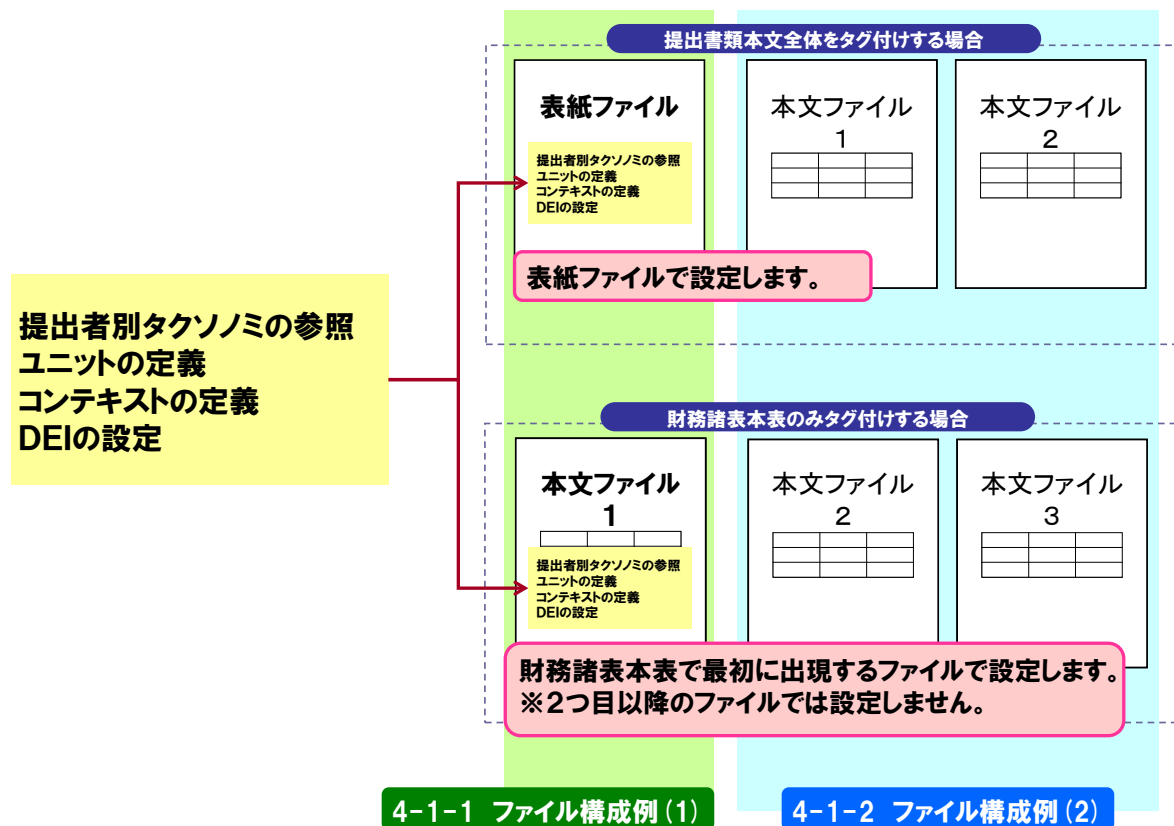 提出書類本文全体をタグ付けする場合
表紙ファイル
提出者別タクソノミの参照
ユニットの定義
コンテキストの定義
DEIの設定
本文ファイル
1
本文ファイル
2
表紙ファイルで設定します。
提出者別タクソノミの参照
ユニットの定義
コンテキストの定義
DEIの設定
財務諸表本表のみタグ付けする場合
本文ファイル
1
提出者別タクソノミの参照
ユニットの定義
コンテキストの定義
DEIの設定
本文ファイル
2
本文ファイル
3
財務諸表本表で最初に出現するファイルで設定します。
※2つ目以降のファイルでは設定しません。
4-1-1 ファイル構成例(1)
4-1-2 ファイル構成例(2)